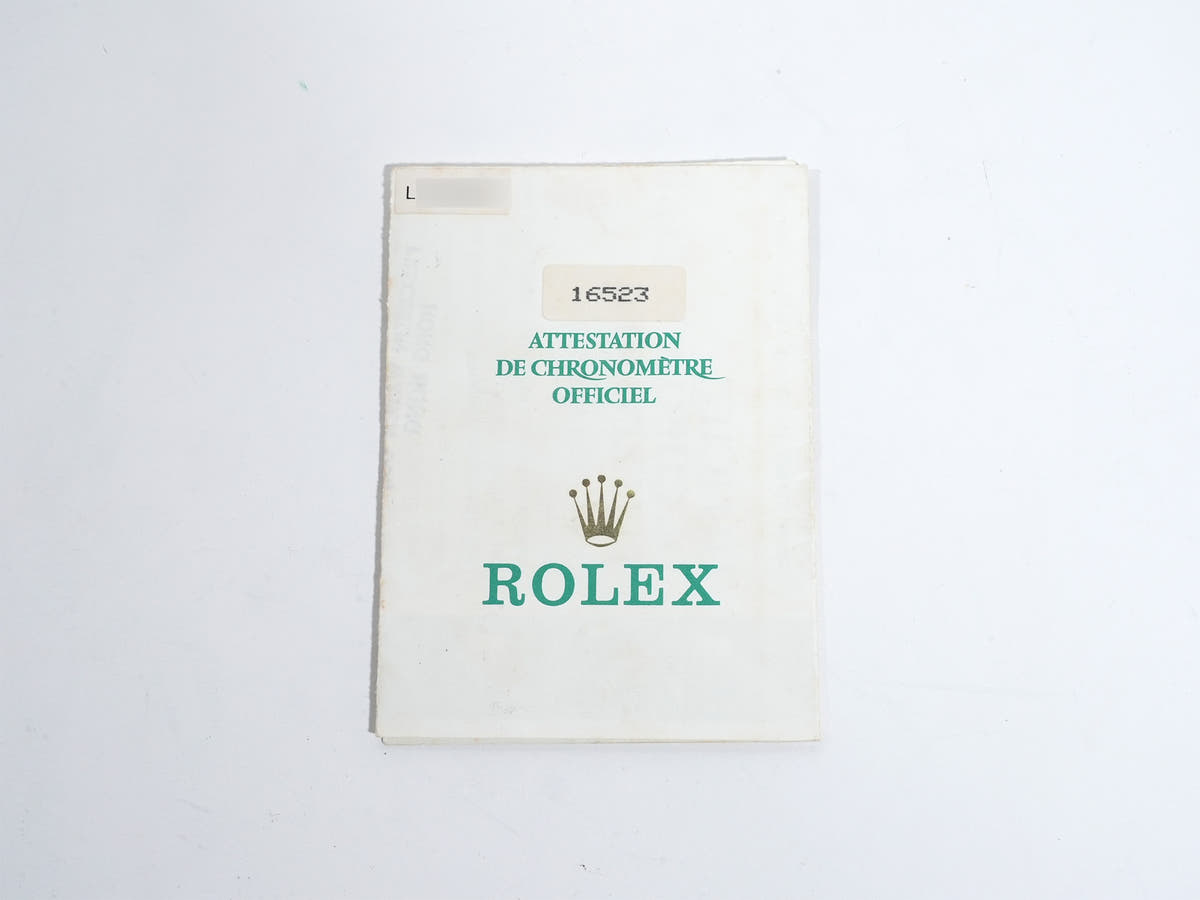 L
16523
ATTESTATION
DE CHRONOMÈTRE
OFFICIEL
ROLEX